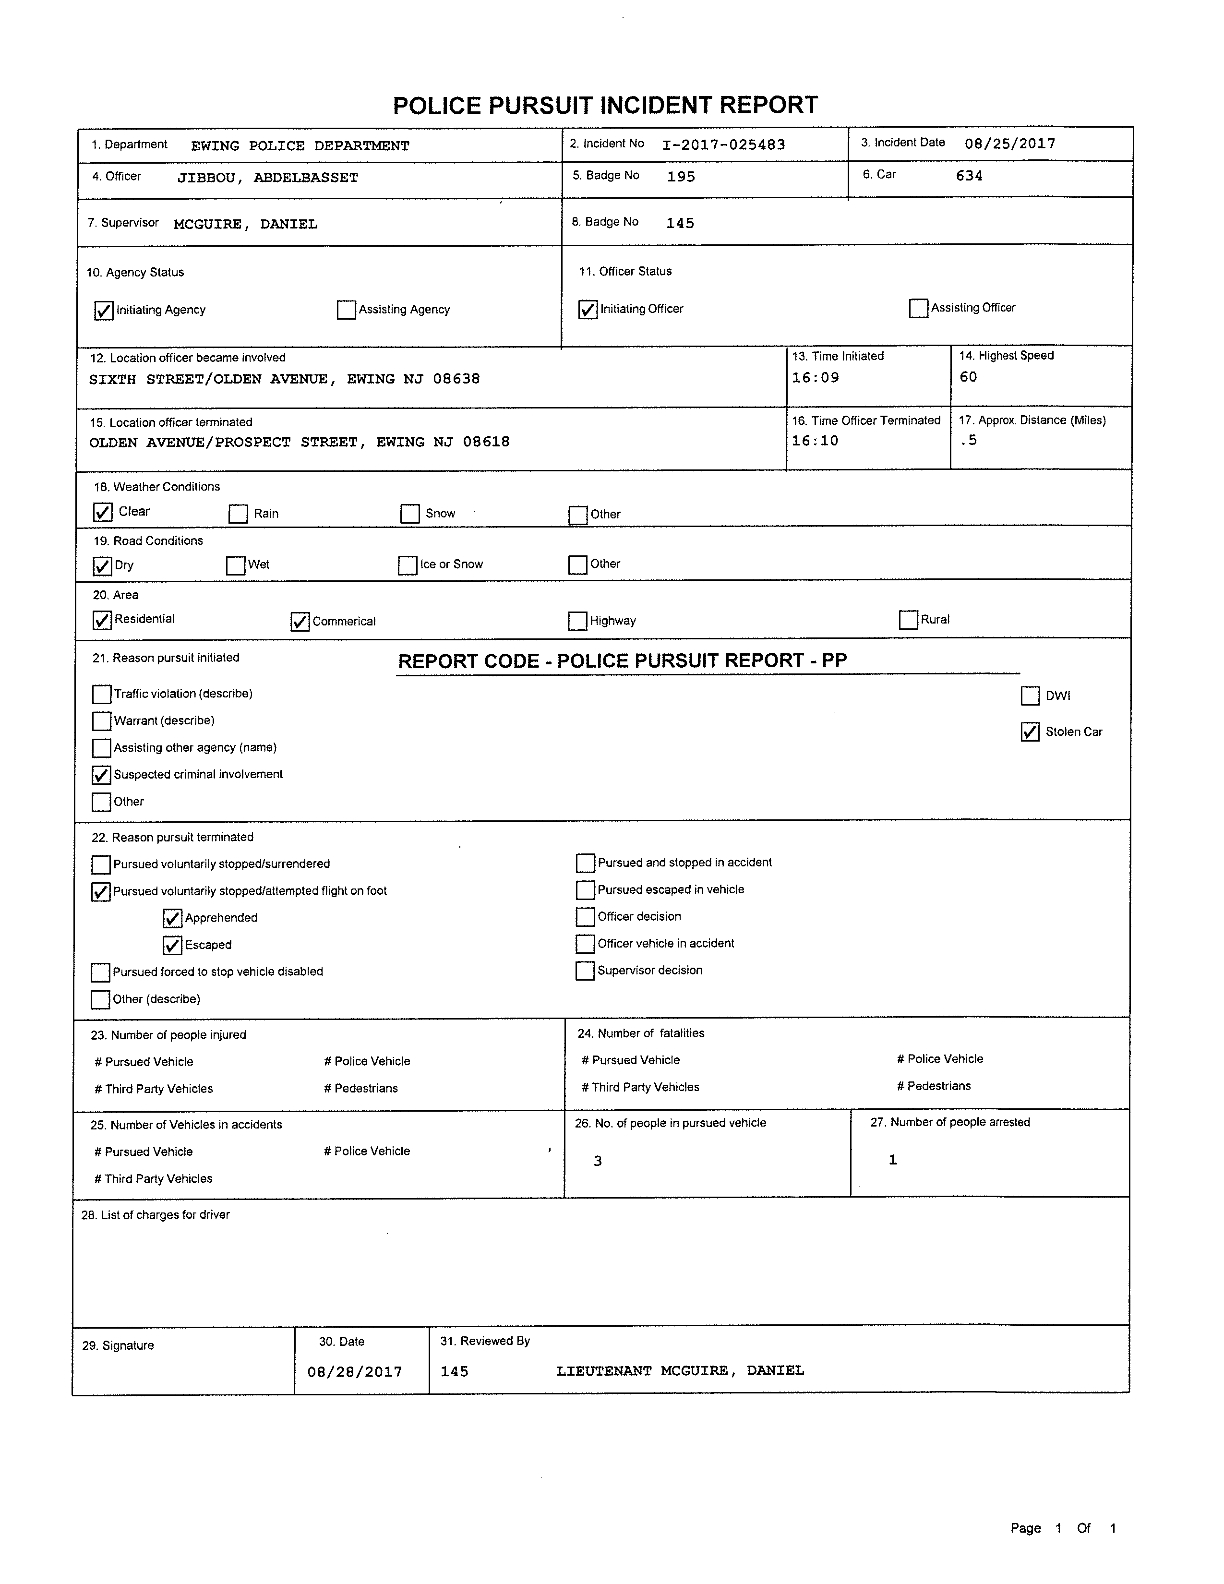 POLICE PURSUIT INCIDENT REPORT
1. Department EWING POLICE DEPARTMENT 2. Incident No I-2017-025483 3. Incident Date 08/25/2017
4. Officer JIBBOU, ABDELBASSET 5. Badge No 195 6. Car 634
7. Supervisor MCGUIRE, DANIEL 8. Badge No 145
10. Agency Status 11. Officer Status
Initiating Agency Assisting Agency Initiating Officer Assisting Officer
12. Location officer became involved 13. Time Initiated 14. Highest Speed
SIXTH STREET/OLDEN AVENUE, EWING NJ 08638 16:09 60
15. Location officer terminated 16. Time Officer Terminated 17. Approx. Distance (Miles)
OLDEN AVENUE/PROSPECT STREET, EWING NJ 08618 16:10 .5
18. Weather Conditions
Clear Rain Snow Other
19. Road Conditions
Dry Wet Ice or Snow Other
20. Area
Residential Commerical Highway Rural
21. Reason pursuit initiated REPORT CODE - POLICE PURSUIT REPORT - PP
Traffic violation (describe) DWI
Warrant (describe)
Stolen Car
Assisting other agency (name)
Suspected criminal involvement
Other
22. Reason pursuit terminated
Pursued voluntarily stopped/surrendered Pursued and stopped in accident
Pursued voluntarily stopped/attempted flight on foot Pursued escaped in vehicle
Apprehended Officer decision
Escaped Officer vehicle in accident
Pursued forced to stop vehicle disabled Supervisor decision
Other (describe)
23. Number of people injured 24. Number of fatalities
# Pursued Vehicle # Police Vehicle # Pursued Vehicle # Police Vehicle
# Third Party Vehicles # Pedestrians # Third Party Vehicles # Pedestrians
25. Number of Vehicles in accidents 26. No. of people in pursued vehicle 27. Number of people arrested
# Pursued Vehicle # Police Vehicle 3 1
# Third Party Vehicles
28. List of charges for driver
29. Signature 30. Date 31. Reviewed By
08/28/2017 145 LIEUTENANT MCGUIRE, DANIEL
Page 1 Of 1